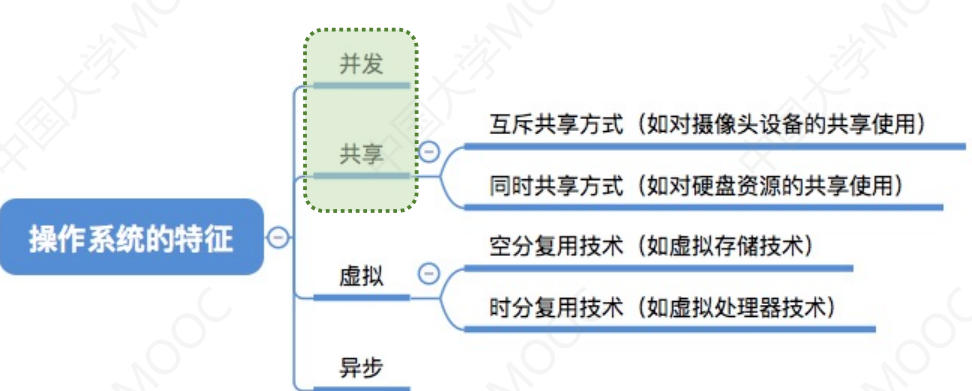 并发
互斥共享方式（如对摄像头设备的共享使用）
共享
同时共享方式（如对硬盘资源的共享使用）
操作系统的特征
空分复用技术（如虚拟存储技术）
虚拟
时分复用技术（如虚拟处理器技术）
异步
中国大学MOOC